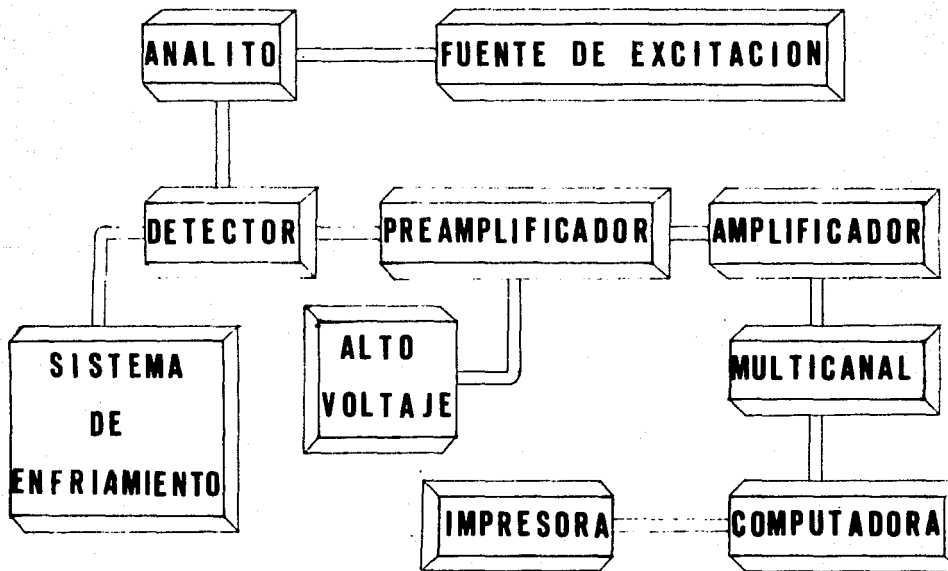 ANALITO
FUENTE DE EXCITACION
DETECTOR
PREAMPLIFICADOR
AMPLIFICADOR
SISTEMA
DE
ENFRIAMIENTO
ALTO
VOLTAJE
MULTICANAL
IMPRESORA
COMPUTADORA